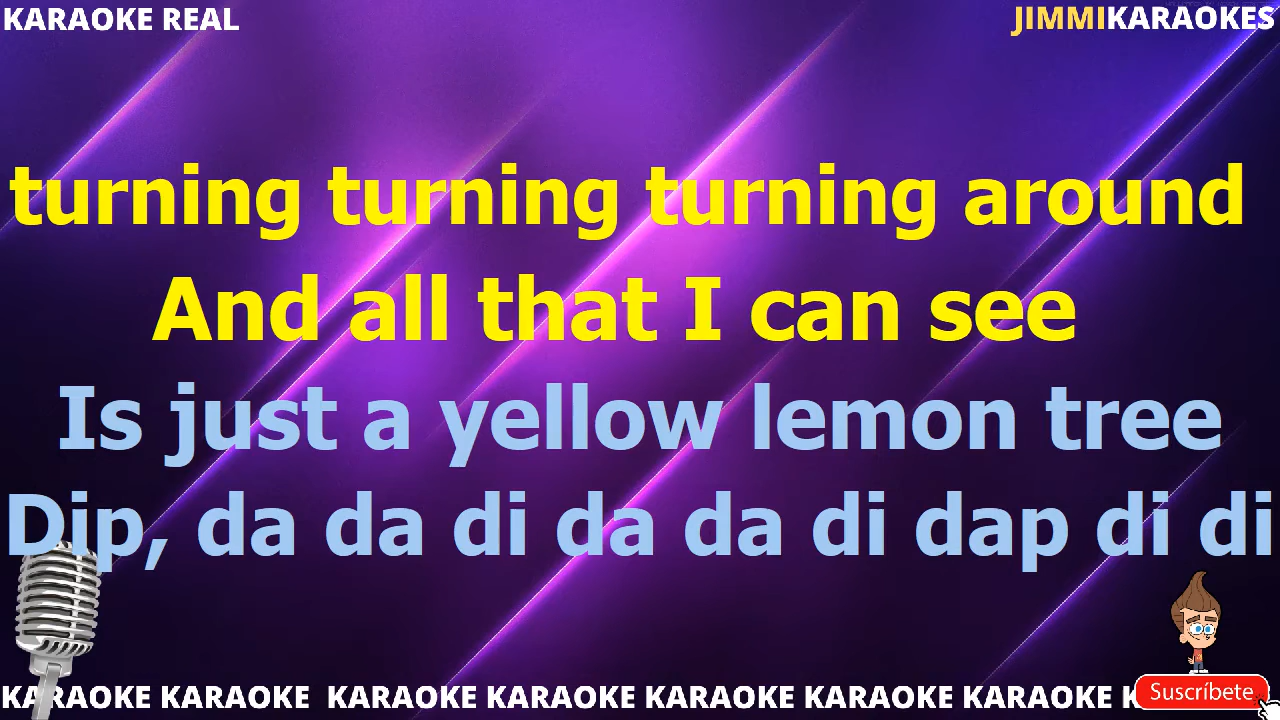 KARAOKE REAL
JIMMIKARAOKES
turning turning turning around
And all that I can see
Is just a yellow lemon tree
Dip, da da di da da di dap di di
KARAOKE KARAOKE KARAOKE KARAOKE KARAOKE KARAOKE KARAOKE
Suscríbete